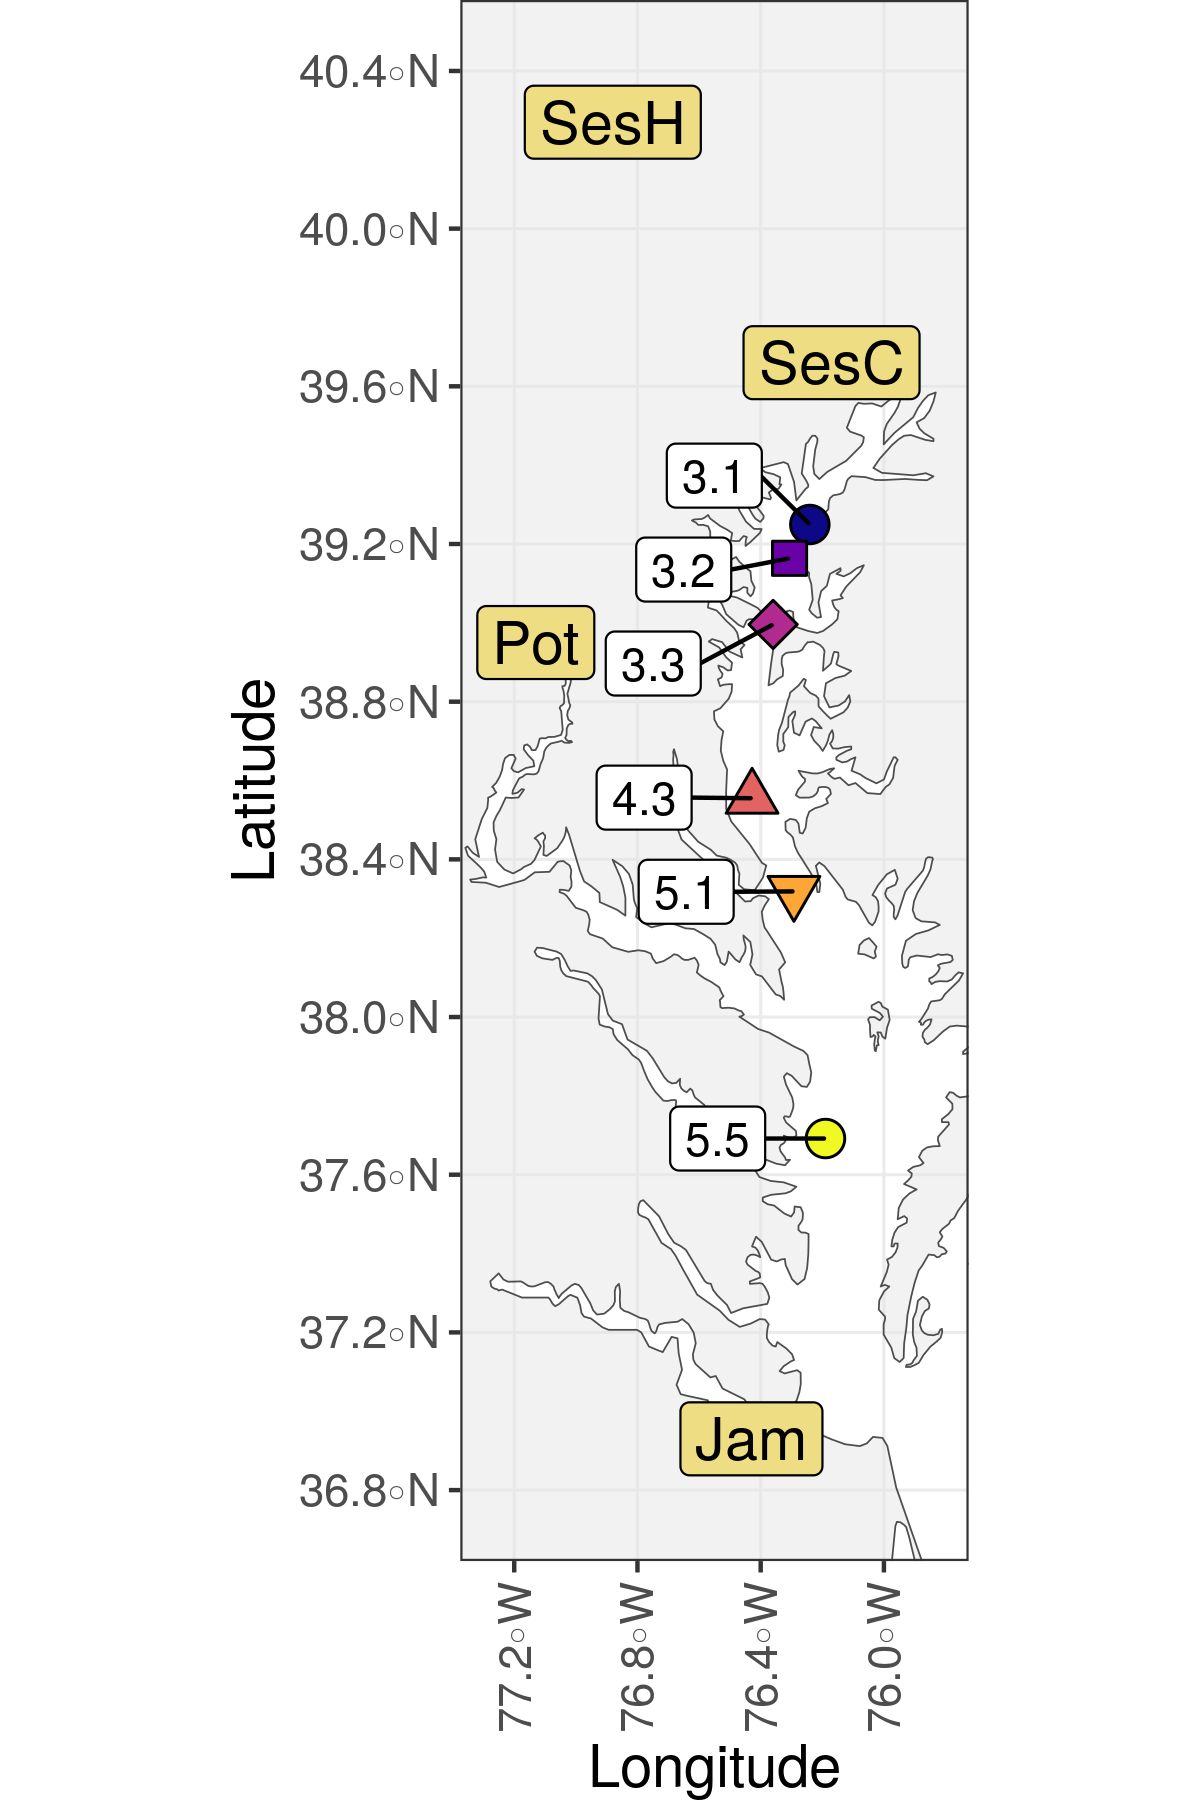 40.4◦N
SesH
40.0◦N
SesC
39.6◦N
3.1
39.2◦N
3.2
Pot
3.3
38.8◦N
4.3
38.4◦N
5.1
38.0◦N
5.5
37.6◦N
37.2◦N
Jam
36.8◦N
Latitude
77.2◦W
76.8◦W
76.4◦W
76.0◦W
Longitude